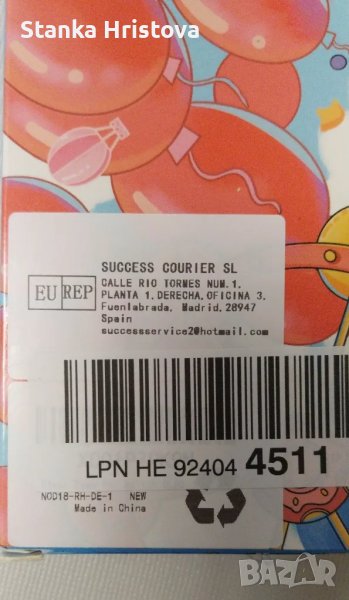 Stanka Hristova
SUCCESS COURIER SL
EU REP
CALLE RIO TORMES NUM.1,
PLANTA 1,DERECHA,OFICINA 3,
Fuenlabrada, Madrid,28947
Spain
successservice2@hotmail.com
LPN HE 92404 4511
NOD18-RH-DE-1 NEW
Made in China
БАZАР